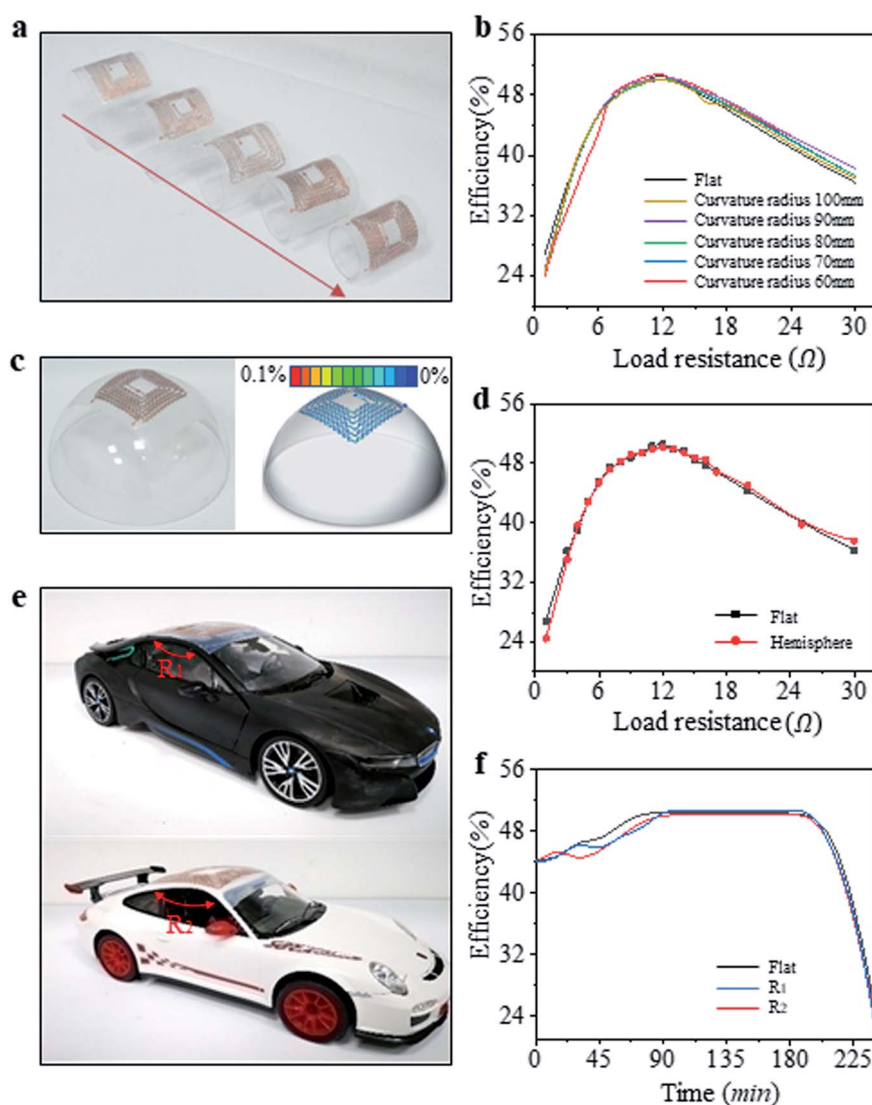 a
b
Efficiency(%)
56
48
40
32
24
Flat
Curvature radius 100mm
Curvature radius 90mm
Curvature radius 80mm
Curvature radius 70mm
Curvature radius 60mm
0 6 12 18 24 30
Load resistance (Ω)
c
0.1% 0%
d
Efficiency(%)
56
48
40
32
24
Flat
Hemisphere
0 6 12 18 24 30
Load resistance (Ω)
e
R1
R2
f
Efficiency(%)
56
48
40
32
24
Flat
R1
R2
0 45 90 135 180 225
Time (min)